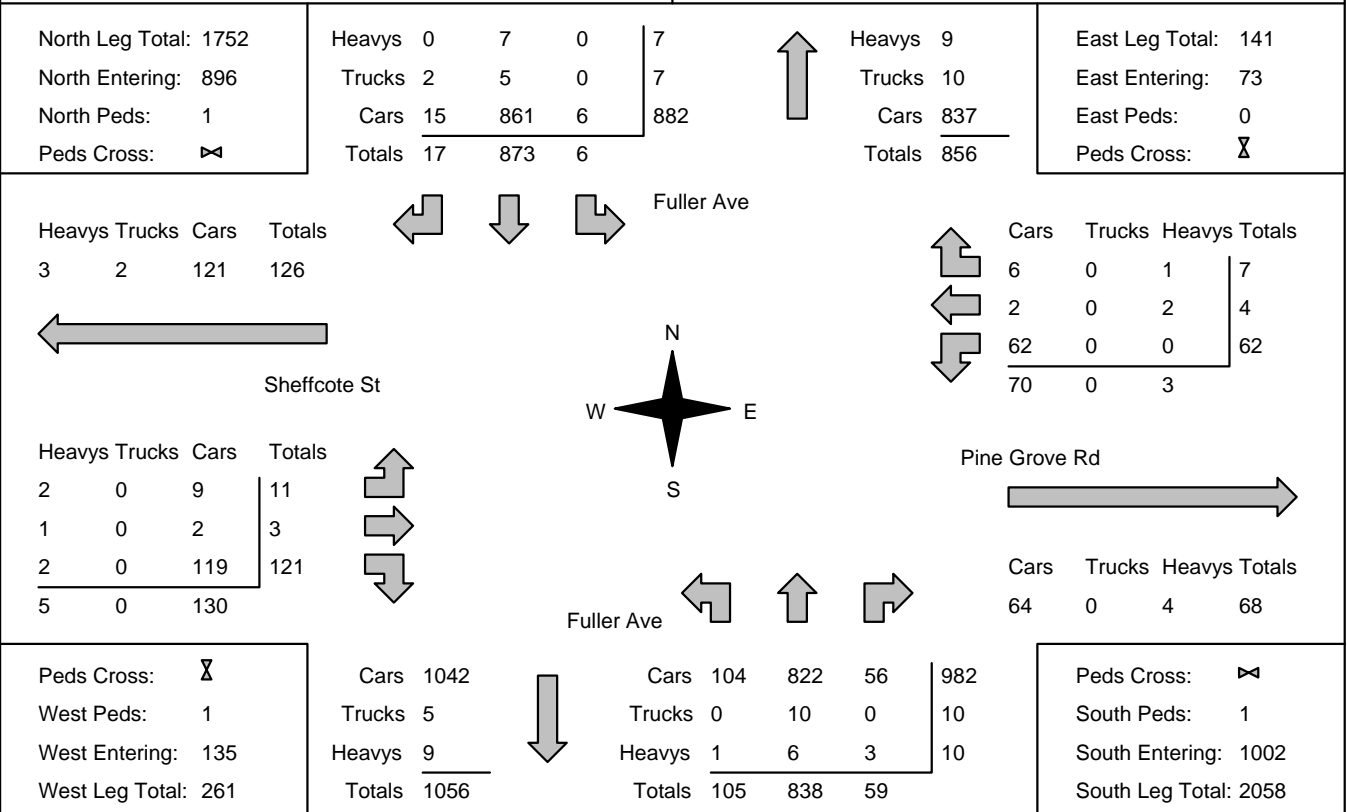 North Leg Total: 1752
North Entering: 896
North Peds: 1
Peds Cross:
Heavys 0 7 0 7
Trucks 2 5 0 7
Cars 15 861 6 882
Totals 17 873 6
Heavys 9
Trucks 10
Cars 837
Totals 856
East Leg Total: 141
East Entering: 73
East Peds: 0
Peds Cross:
Fuller Ave
Heavys Trucks Cars Totals
3 2 121 126
Cars Trucks Heavys Totals
6 0 1 7
2 0 2 4
62 0 0 62
70 0 3
Sheffcote St
N
W E
S
Heavys Trucks Cars Totals
2 0 9 11
1 0 2 3
2 0 119 121
5 0 130
Pine Grove Rd
Cars Trucks Heavys Totals
64 0 4 68
Fuller Ave
Peds Cross:
West Peds: 1
West Entering: 135
West Leg Total: 261
Cars 1042
Trucks 5
Heavys 9
Totals 1056
Cars 104 822 56 982
Trucks 0 10 0 10
Heavys 1 6 3 10
Totals 105 838 59
Peds Cross:
South Peds: 1
South Entering: 1002
South Leg Total: 2058